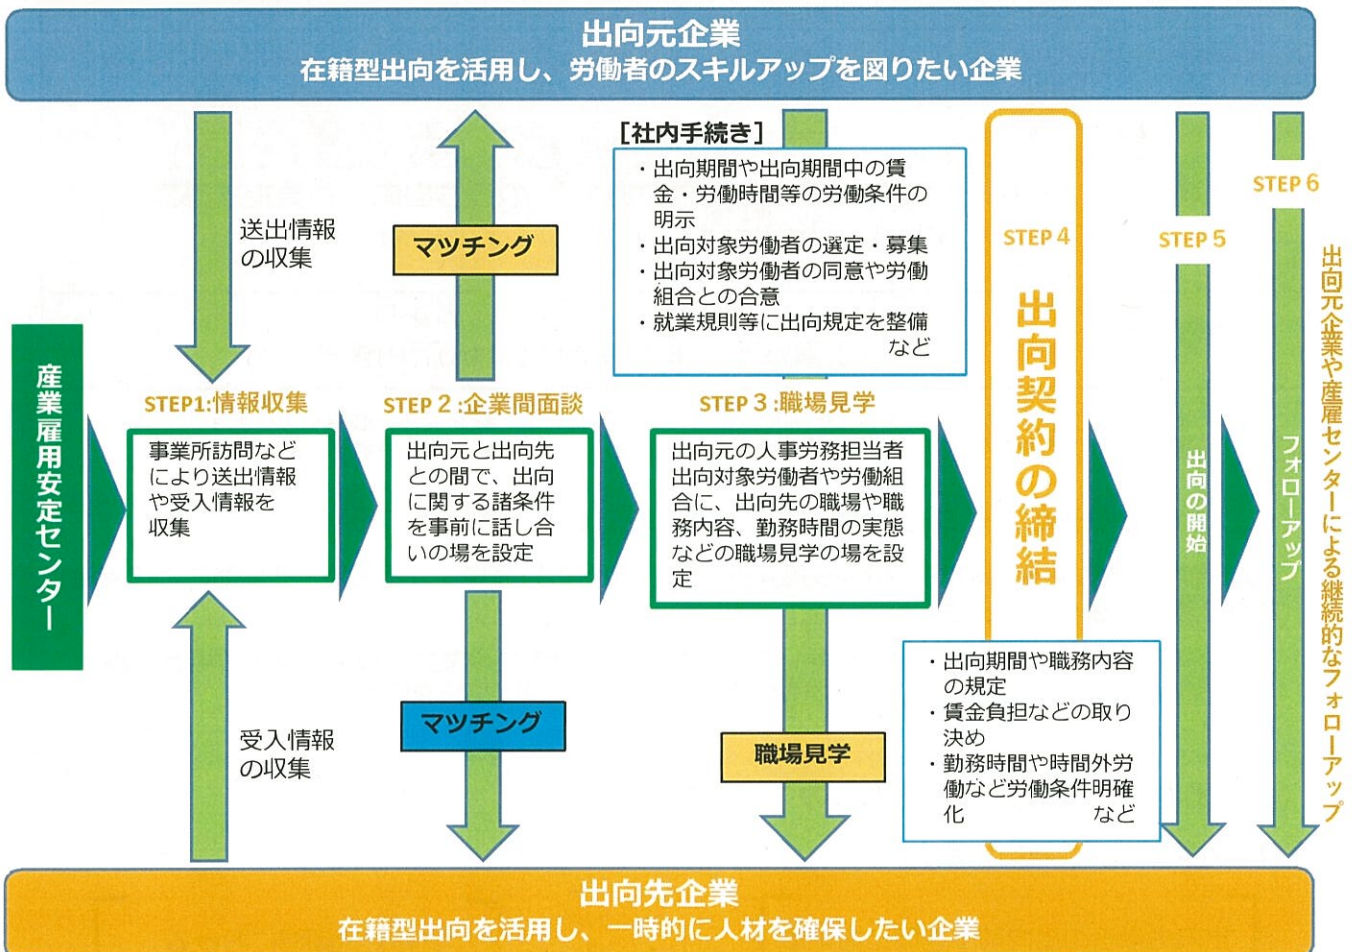 出向元企業
在籍型出向を活用し、労働者のスキルアップを図りたい企業
送出情報
の収集
マッチング
[社内手続き]
・出向期間や出向期間中の賃
金・労働時間等の労働条件の
明示
・出向対象労働者の選定・募集
・出向対象労働者の同意や労働
組合との合意
・就業規則等に出向規定を整備
など
産業雇用安定センター
STEP1:情報収集
事業所訪問など
により送出情報
や受入情報を
収集
STEP 2 :企業間面談
出向元と出向先
との間で、出向
に関する諸条件
を事前に話し合
いの場を設定
STEP 3 :職場見学
出向元の人事労務担当者
出向対象労働者や労働組
合に、出向先の職場や職
務内容、勤務時間の実態
などの職場見学の場を設
定
STEP 4
出向契約の締結
・出向期間や職務内容
の規定
・賃金負担などの取り
決め
・勤務時間や時間外労
働など労働条件明確
化 など
STEP 5
出向の開始
STEP 6
フォローアップ
出向元企業や産雇センターによる継続的なフォローアップ
受入情報
の収集
マッチング
職場見学
出向先企業
在籍型出向を活用し、一時的に人材を確保したい企業